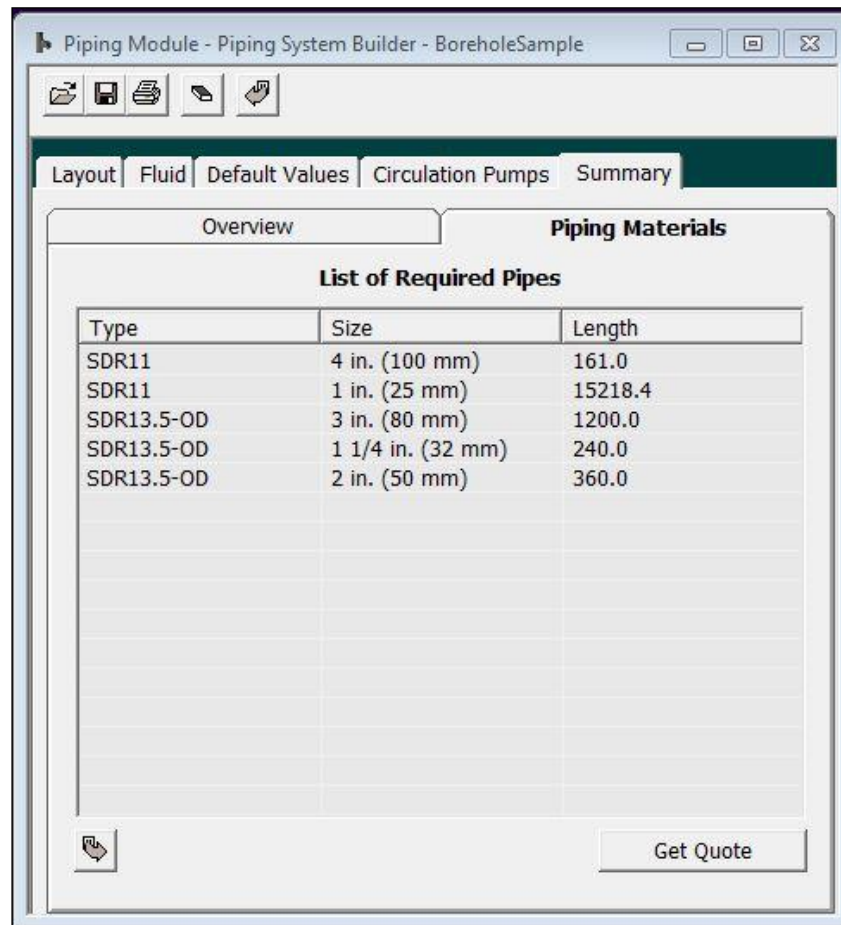 Piping Module - Piping System Builder - BoreholeSample
Layout Fluid Default Values Circulation Pumps Summary
Overview Piping Materials
List of Required Pipes
Type Size Length
SDR11 4 in. (100 mm) 161.0
SDR11 1 in. (25 mm) 15218.4
SDR13.5-OD 3 in. (80 mm) 1200.0
SDR13.5-OD 1 1/4 in. (32 mm) 240.0
SDR13.5-OD 2 in. (50 mm) 360.0
Get Quote